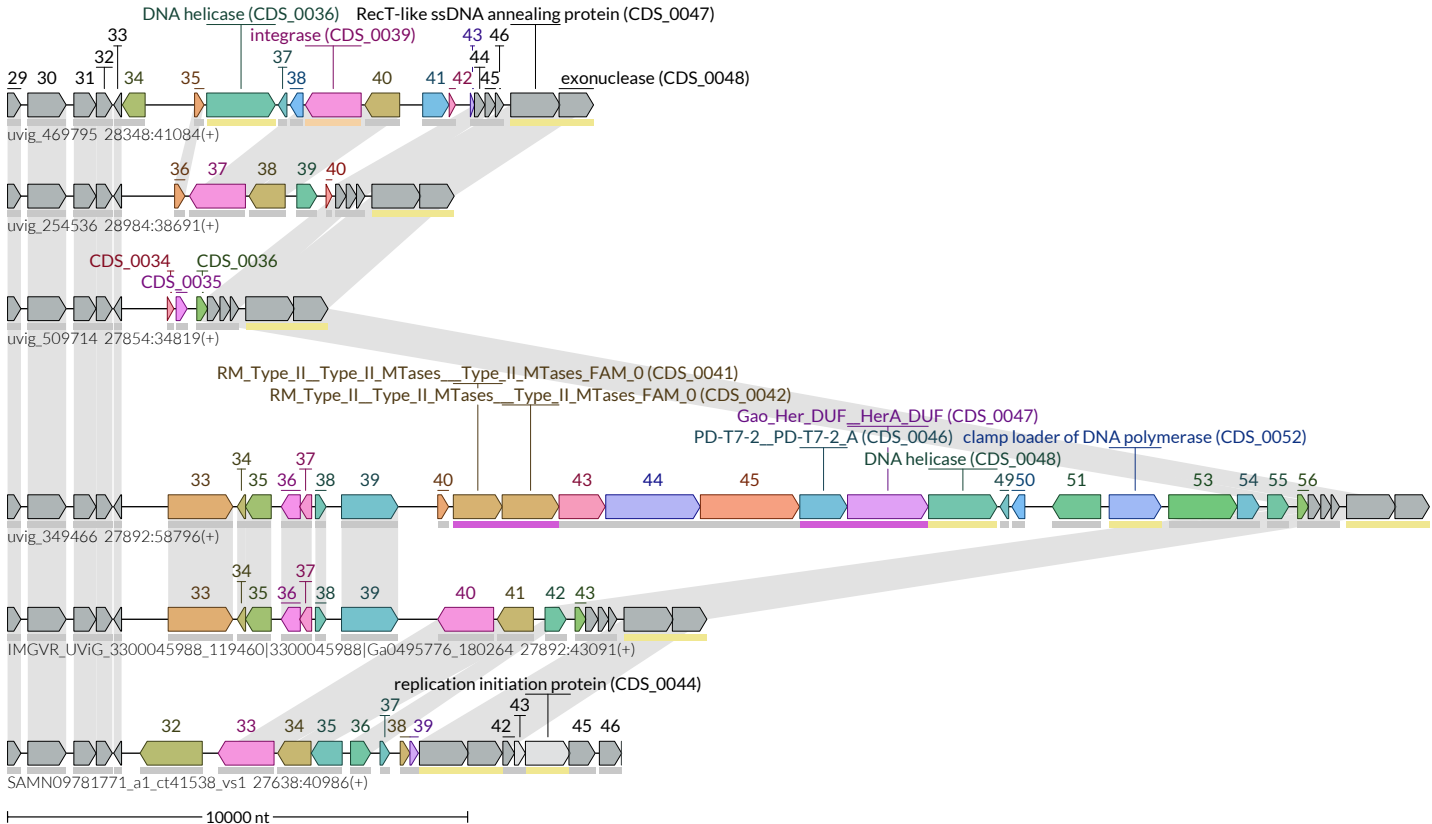 DNA helicase (CDS_0036) RecT-like ssDNA annealing protein (CDS_0047)
33 integrase (CDS_0039) 43 46
32 37 44
29 30 31 34 35 38 40 41 42 45 exonuclease (CDS_0048)
uvig_469795 28348:41084(+)
36 37 38 39 40
uvig_254536 28984:38691(+)
CDS_0034 CDS_0036
CDS_0035
uvig_509714 27854:34819(+)
RM_Type_II__Type_II_MTases___Type_II_MTases_FAM_0 (CDS_0041)
RM_Type_II__Type_II_MTases___Type_II_MTases_FAM_0 (CDS_0042)
Gao_Her_DUF__HerA_DUF (CDS_0047)
PD-T7-2__PD-T7-2_A (CDS_0046) clamp loader of DNA polymerase (CDS_0052)
34 37 DNA helicase (CDS_0048)
33 35 36 38 39 40 43 44 45 49 50 51 53 54 55 56
uvig_349466 27892:58796(+)
34 37
33 35 36 38 39 40 41 42 43
IMGVR_UViG_3300045988_119460|3300045988|Ga0495776_180264 27892:43091(+)
replication initiation protein (CDS_0044)
37 43
32 33 34 35 36 38 39 42 45 46
SAMN09781771_a1_ct41538_vs1 27638:40986(+)
10000 nt